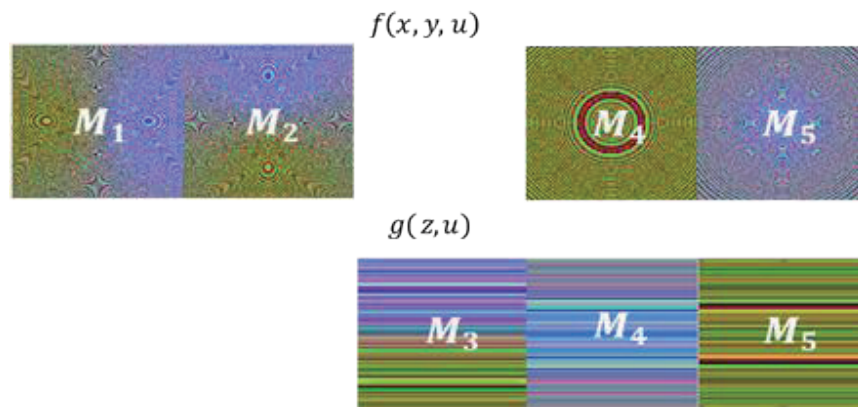 f(x, y, u)
M₁ M₂ M₄ M₅
g(z, u)
M₃ M₄ M₅